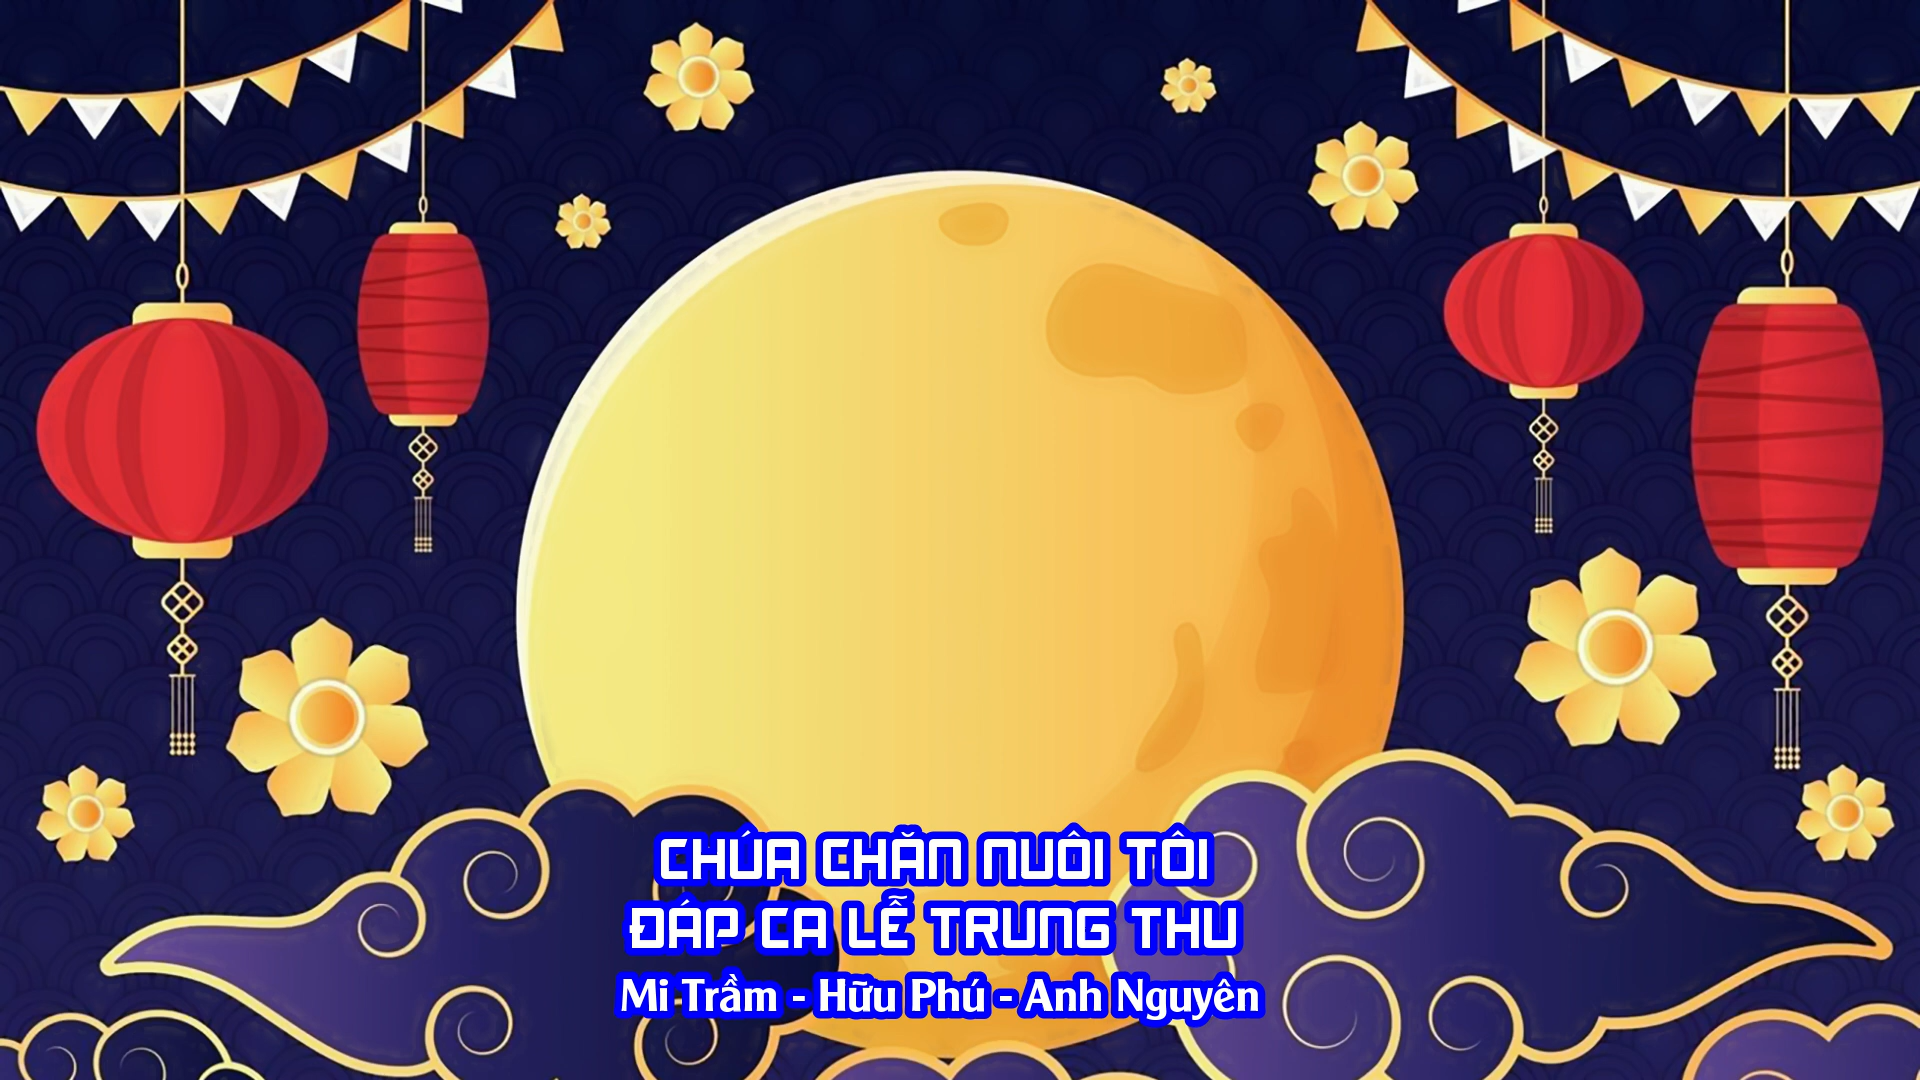 CHÚA CHĂN NUÔI TÔI
ĐÁP CA LỄ TRUNG THU
Mi Trầm - Hữu Phú - Anh Nguyên